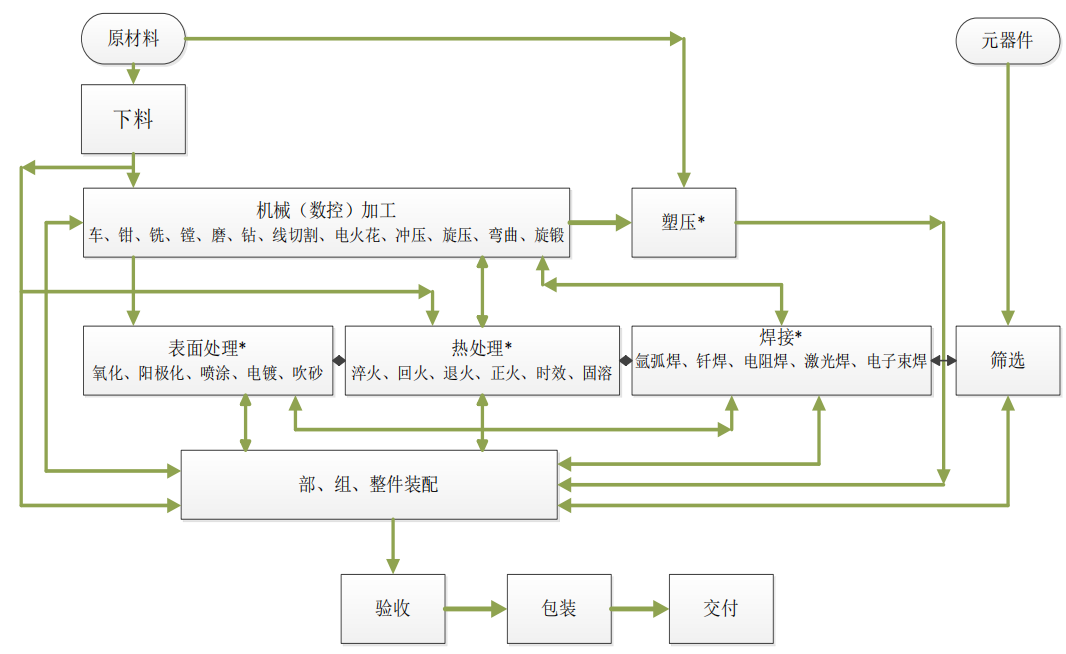 原材料
元器件
下料
机械（数控）加工
车、钳、铣、镗、磨、钻、线切割、电火花、冲压、旋压、弯曲、旋锻
塑压*
表面处理*
氧化、阳极化、喷涂、电镀、吹砂
热处理*
淬火、回火、退火、正火、时效、固溶
焊接*
氩弧焊、钎焊、电阻焊、激光焊、电子束焊
筛选
部、组、整件装配
验收
包装
交付